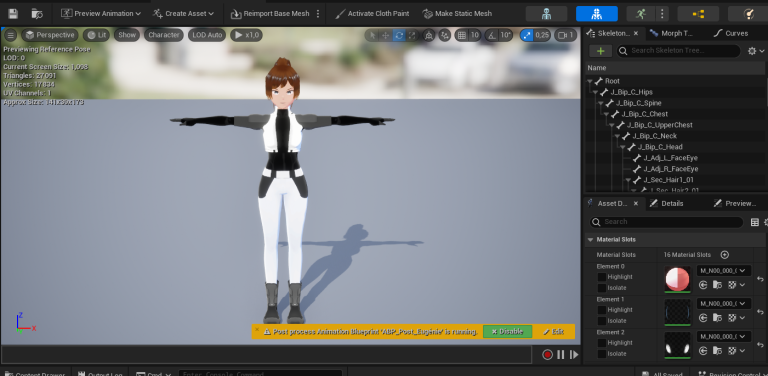 Preview Animation
Create Asset
Reimport Base Mesh
Activate Cloth Paint
Make Static Mesh
Perspective
Lit
Show
Character
LOD Auto
x1,0
10
10°
0,25
1
Previewing Reference Pose
LOD: 0
Current Screen Size: 1,098
Triangles: 27,091
Vertices: 17,834
UV Channels: 1
Approx Size: 141x39x173
Z
X
Post process Animation Blueprint 'ABP_Post_Eugénie' is running.
Disable
Edit
Skeleton...
Morph T...
Curves
Search Skeleton Tree...
Name
Root
J_Bip_C_Hips
J_Bip_C_Spine
J_Bip_C_Chest
J_Bip_C_UpperChest
J_Bip_C_Neck
J_Bip_C_Head
J_Adj_L_FaceEye
J_Adj_R_FaceEye
J_Sec_Hair1_01
J_Sec_Hair2_01
Asset D...
Details
Preview...
Search
Material Slots
Material Slots
16 Material Slots
Element 0
Highlight
Isolate
M_N00_000_(
Element 1
Highlight
Isolate
M_N00_000_(
Element 2
Highlight
Isolate
M_N00_000_(
Content Drawer
Output Log
Cmd
Enter Console Command
All Saved
Revision Control